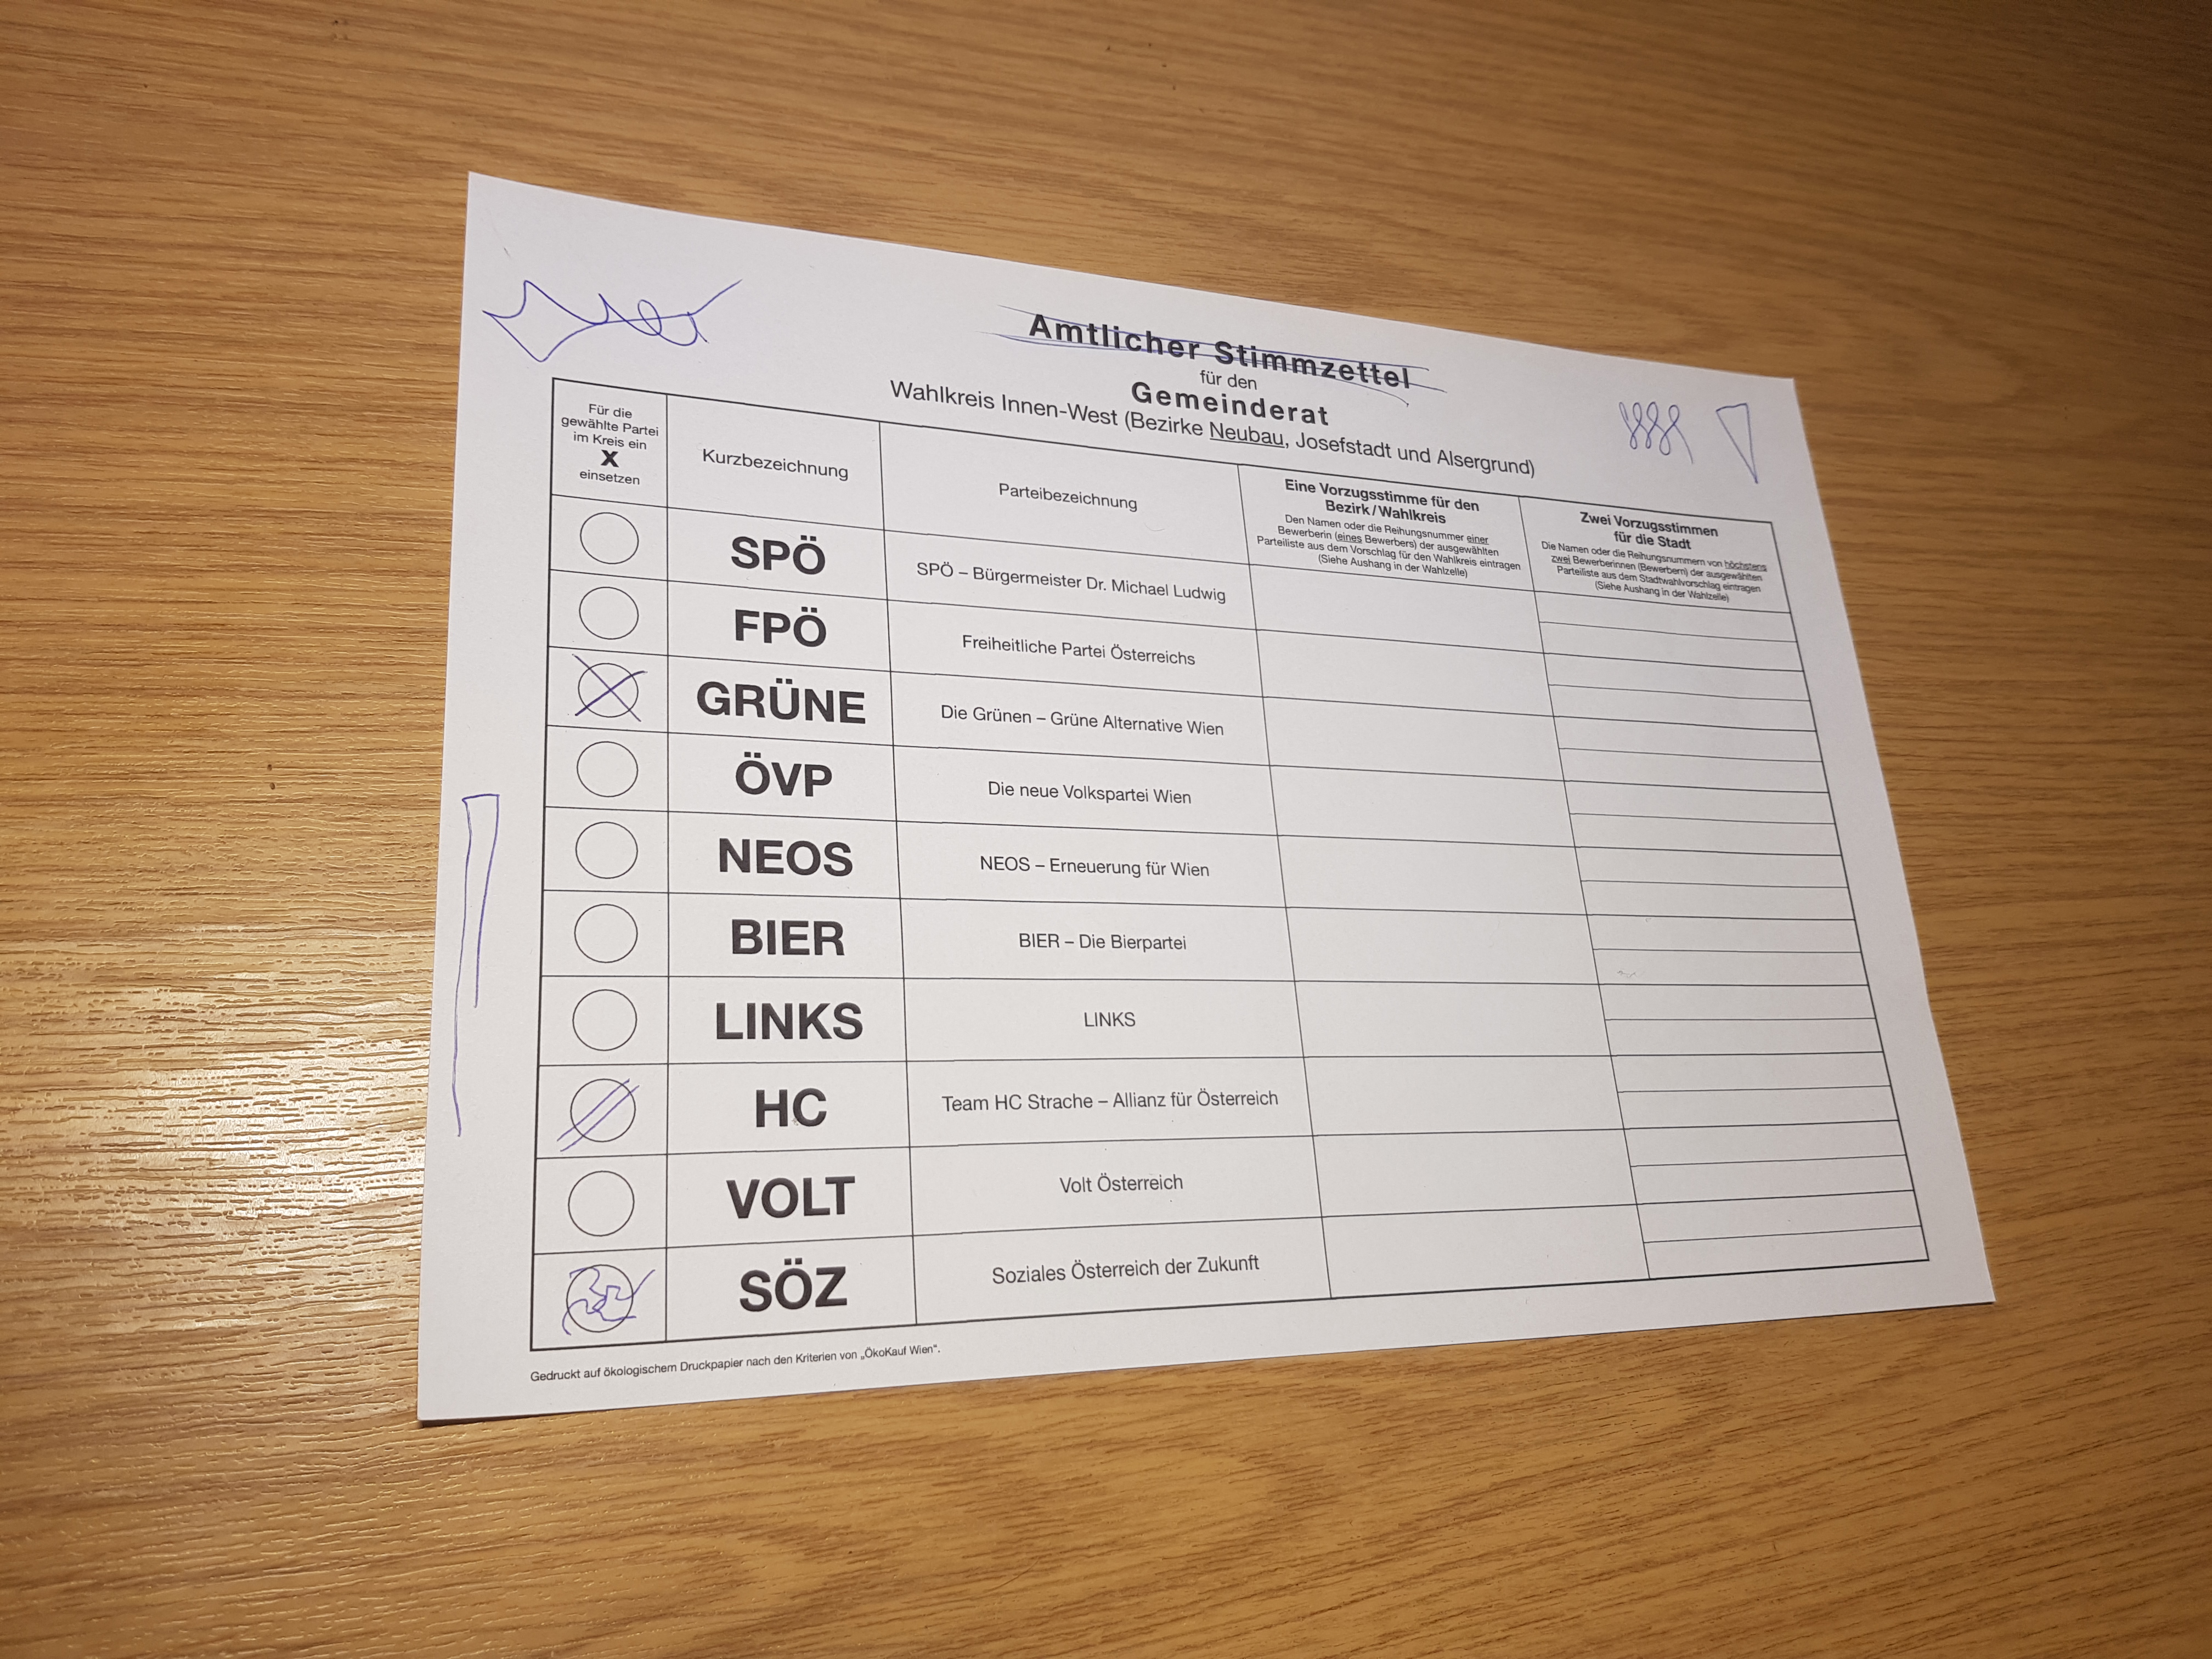 Amtlicher Stimmzettel
für den
Gemeinderat
Wahlkreis Innen-West (Bezirke Neubau, Josefstadt und Alsergrund)
Für die
gewählte Partei
im Kreis ein
X
einsetzen
Kurzbezeichnung
Parteibezeichnung
Eine Vorzugsstimme für den
Bezirk/Wahlkreis
Den Namen oder die Reihungsnummer einer
Bewerberin (eines Bewerbers) der ausgewählten
Parteiliste aus dem Vorschlag für den Wahlkreis eintragen
(Siehe Aushang in der Wahlzelle)
Zwei Vorzugsstimmen
für die Stadt
Die Namen oder die Reihungsnummern von höchstens
zwei Bewerberinnen (Bewerbern) der ausgewählten
Parteiliste aus dem Stadtwahlvorschlag eintragen
(Siehe Aushang in der Wahlzelle)
SPÖ SPÖ – Bürgermeister Dr. Michael Ludwig
FPÖ Freiheitliche Partei Österreichs
GRÜNE Die Grünen – Grüne Alternative Wien
ÖVP Die neue Volkspartei Wien
NEOS NEOS – Erneuerung für Wien
BIER BIER – Die Bierpartei
LINKS LINKS
HC Team HC Strache – Allianz für Österreich
VOLT Volt Österreich
SÖZ Soziales Österreich der Zukunft
Gedruckt auf ökologischem Druckpapier nach den Kriterien von „ÖkoKauf Wien“.